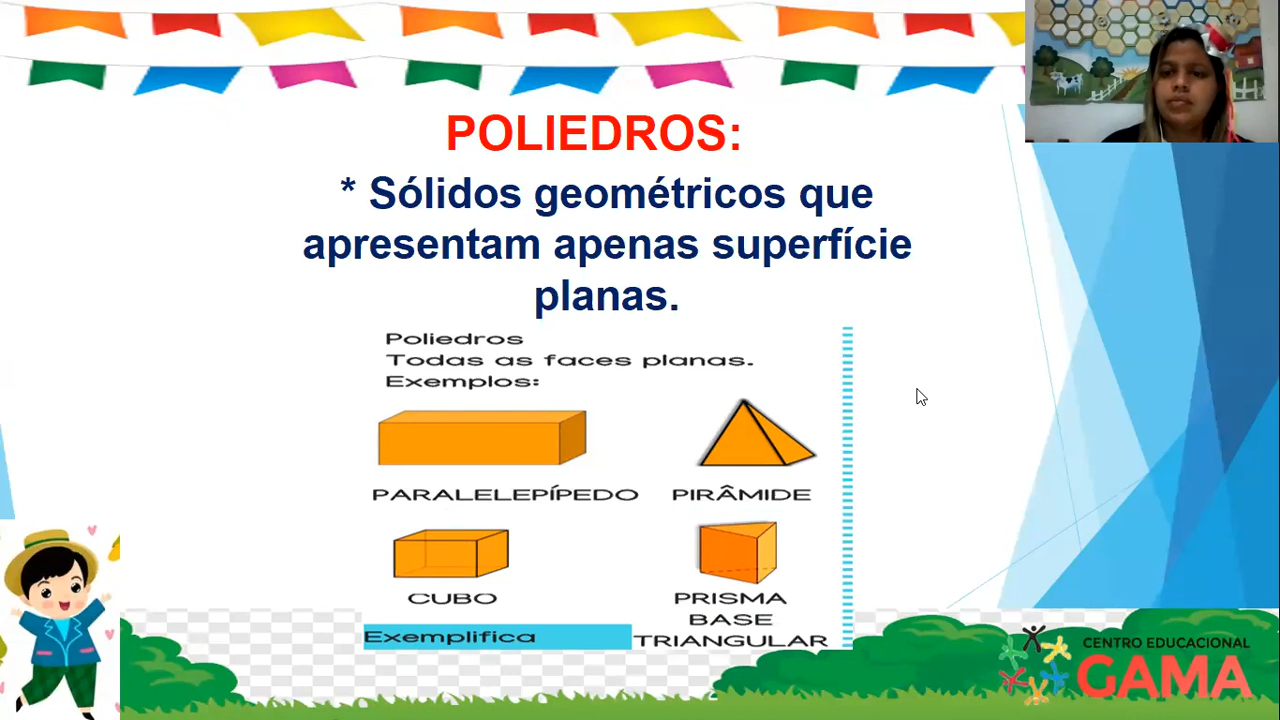 POLIEDROS:
* Sólidos geométricos que
apresentam apenas superfície
planas.
Poliedros
Todas as faces planas.
Exemplos:
PARALELEPÍPEDO
PIRÂMIDE
CUBO
PRISMA
BASE
TRIANGULAR
Exemplifica
CENTRO EDUCACIONAL
GAMA